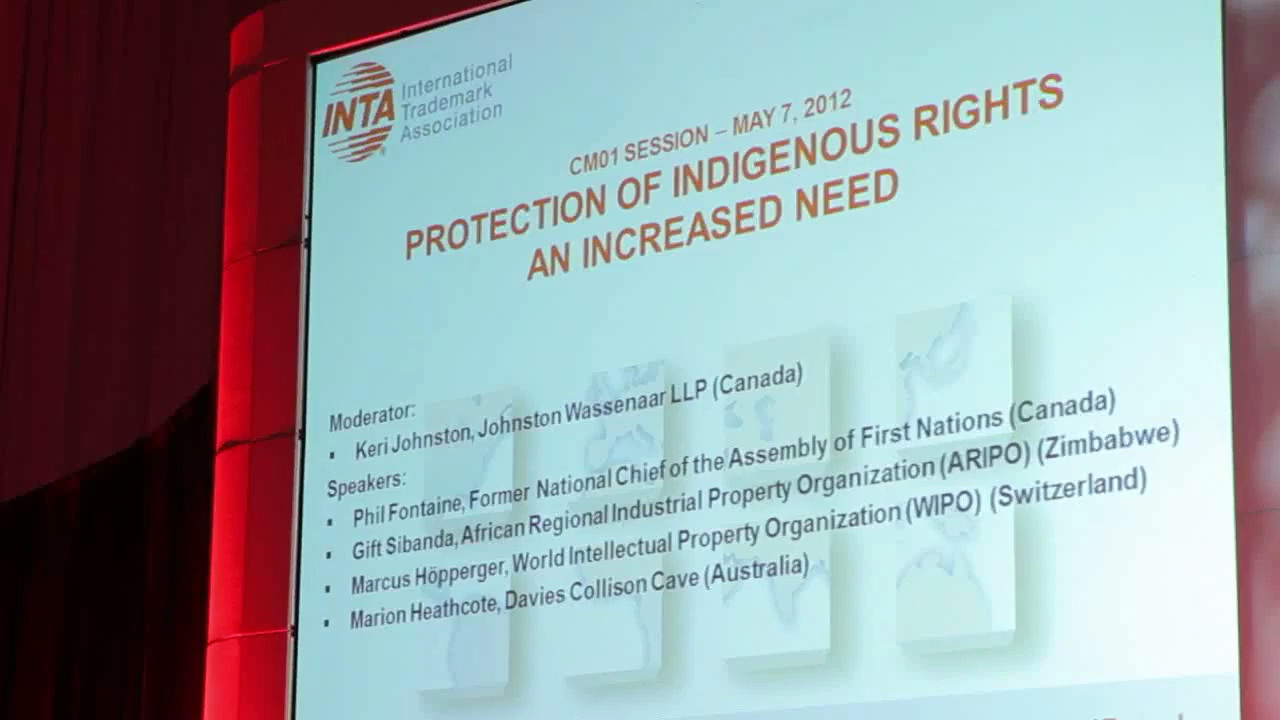 INTA
International
Trademark
Association
CM01 SESSION – MAY 7, 2012
PROTECTION OF INDIGENOUS RIGHTS
AN INCREASED NEED
Moderator:
▪ Keri Johnston, Johnston Wassenaar LLP (Canada)
Speakers:
▪ Phil Fontaine, Former National Chief of the Assembly of First Nations (Canada)
▪ Gift Sibanda, African Regional Industrial Property Organization (ARIPO) (Zimbabwe)
▪ Marcus Höpperger, World Intellectual Property Organization (WIPO) (Switzerland)
▪ Marion Heathcote, Davies Collison Cave (Australia)